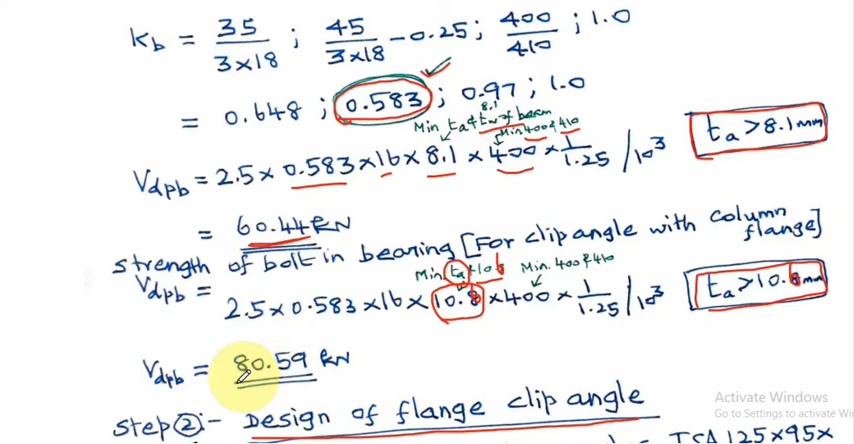 Kb = 35/3×18 ; 45/3×18 - 0.25 ; 400/410 ; 1.0
= 0.648 ; 0.583 ; 0.97 ; 1.0
8.1
Min ta & tw of beam
Min 400 & 410
ta > 8.1 mm
Vdpb = 2.5 × 0.583 × 16 × 8.1 × 400 × 1/1.25 / 10³
= 60.44 kN
strength of bolt in bearing [For clip angle with column flange]
Min ta & 10.8
Min. 400 & 410
Vdpb = 2.5 × 0.583 × 16 × 10.8 × 400 × 1/1.25 / 10³
ta > 10.8 mm
Vdpb = 80.59 kN
Activate Windows
Go to Settings to activate Windows
step ② :- Design of flange clip angle
ISA 125×95×